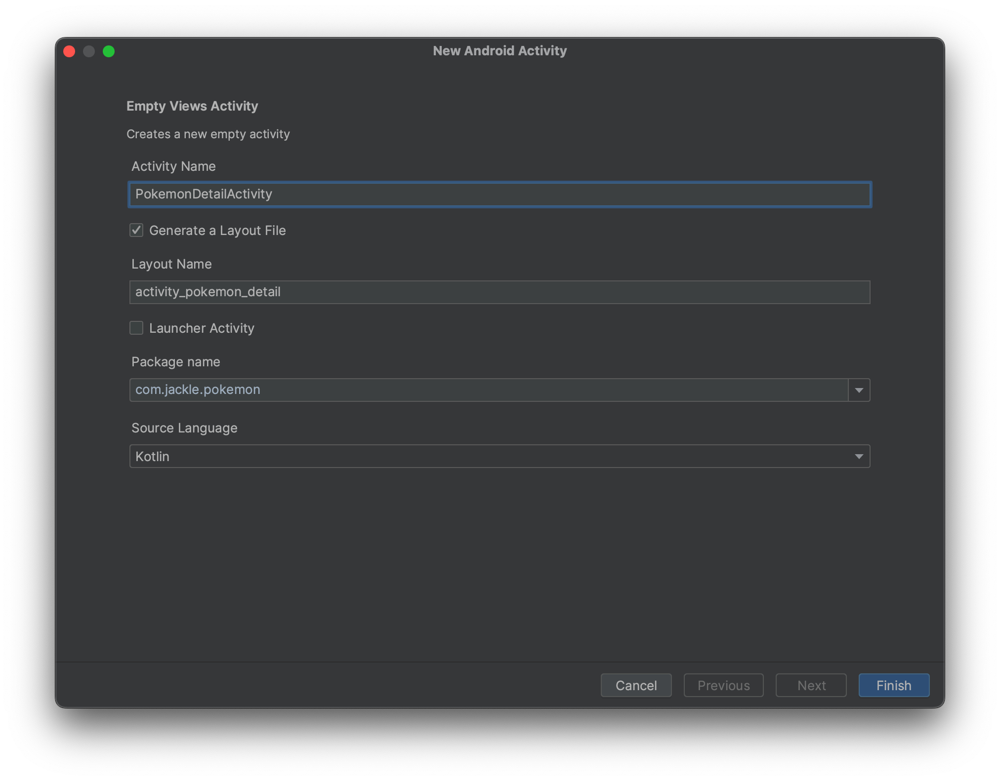 New Android Activity
Empty Views Activity
Creates a new empty activity
Activity Name
PokemonDetailActivity
Generate a Layout File
Layout Name
activity_pokemon_detail
Launcher Activity
Package name
com.jackle.pokemon
Source Language
Kotlin
Cancel Previous Next Finish